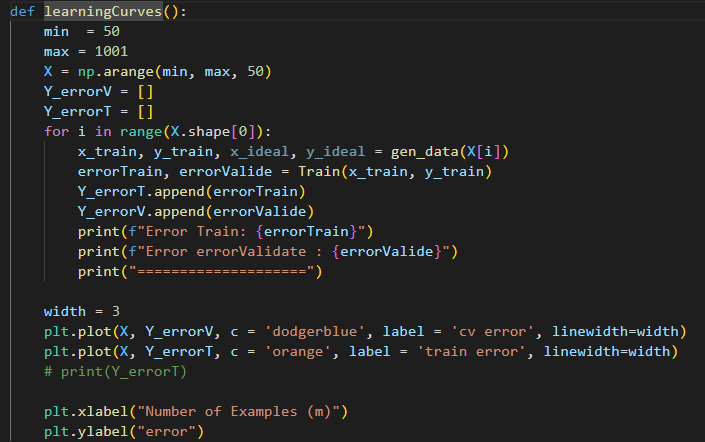 def learningCurves():
    min  = 50
    max = 1001
    X = np.arange(min, max, 50)
    Y_errorV = []
    Y_errorT = []
    for i in range(X.shape[0]):
        x_train, y_train, x_ideal, y_ideal = gen_data(X[i])
        errorTrain, errorValide = Train(x_train, y_train)
        Y_errorT.append(errorTrain)
        Y_errorV.append(errorValide)
        print(f"Error Train: {errorTrain}")
        print(f"Error errorValidate : {errorValide}")
        print("====================")
    width = 3
    plt.plot(X, Y_errorV, c = 'dodgerblue', label = 'cv error', linewidth=width)
    plt.plot(X, Y_errorT, c = 'orange', label = 'train error', linewidth=width)
    # print(Y_errorT)
    plt.xlabel("Number of Examples (m)")
    plt.ylabel("error")